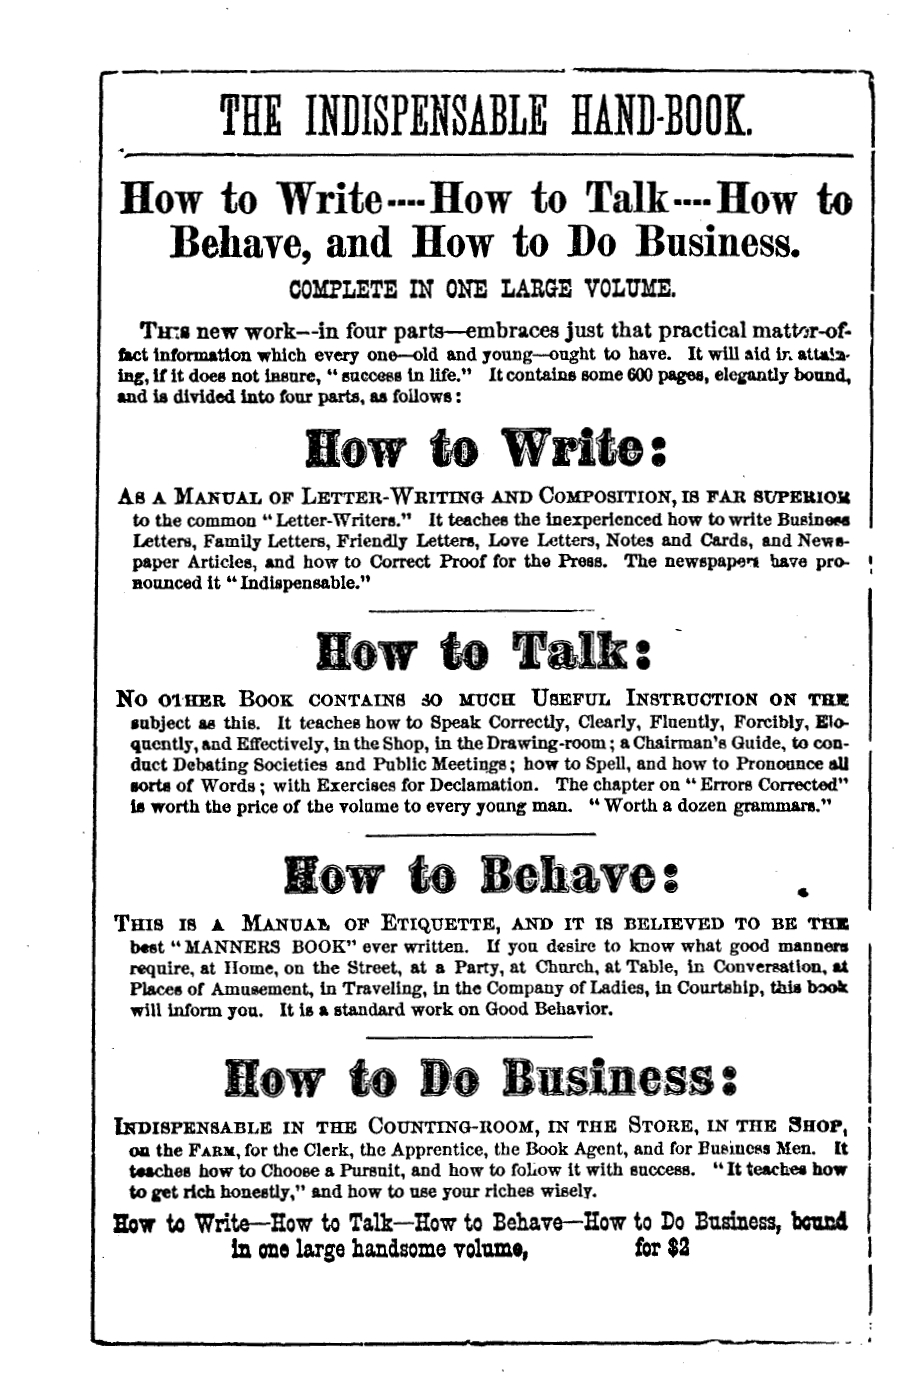 THE INDISPENSABLE HAND-BOOK.
How to Write----How to Talk----How to
Behave, and How to Do Business.
COMPLETE IN ONE LARGE VOLUME.
This new work--in four parts—embraces just that practical matter-of-
fact information which every one—old and young—ought to have. It will aid in attain-
ing, if it does not insure, "success in life." It contains some 600 pages, elegantly bound,
and is divided into four parts, as follows:
How to Write:
As a Manual of Letter-Writing and Composition, is far superior
to the common "Letter-Writers." It teaches the inexperienced how to write Business
Letters, Family Letters, Friendly Letters, Love Letters, Notes and Cards, and News-
paper Articles, and how to Correct Proof for the Press. The newspapers have pro-
nounced it "Indispensable."
How to Talk:
No other Book contains so much Useful Instruction on the
subject as this. It teaches how to Speak Correctly, Clearly, Fluently, Forcibly, Elo-
quently, and Effectively, in the Shop, in the Drawing-room; a Chairman's Guide, to con-
duct Debating Societies and Public Meetings; how to Spell, and how to Pronounce all
sorts of Words; with Exercises for Declamation. The chapter on "Errors Corrected"
is worth the price of the volume to every young man. "Worth a dozen grammars."
How to Behave:
This is a Manual of Etiquette, and it is believed to be the
best "MANNERS BOOK" ever written. If you desire to know what good manners
require, at Home, on the Street, at a Party, at Church, at Table, in Conversation, at
Places of Amusement, in Traveling, in the Company of Ladies, in Courtship, this book
will inform you. It is a standard work on Good Behavior.
How to Do Business:
Indispensable in the Counting-room, in the Store, in the Shop,
on the Farm, for the Clerk, the Apprentice, the Book Agent, and for Business Men. It
teaches how to Choose a Pursuit, and how to follow it with success. "It teaches how
to get rich honestly," and how to use your riches wisely.
How to Write—How to Talk—How to Behave—How to Do Business, bound
in one large handsome volume, for $2